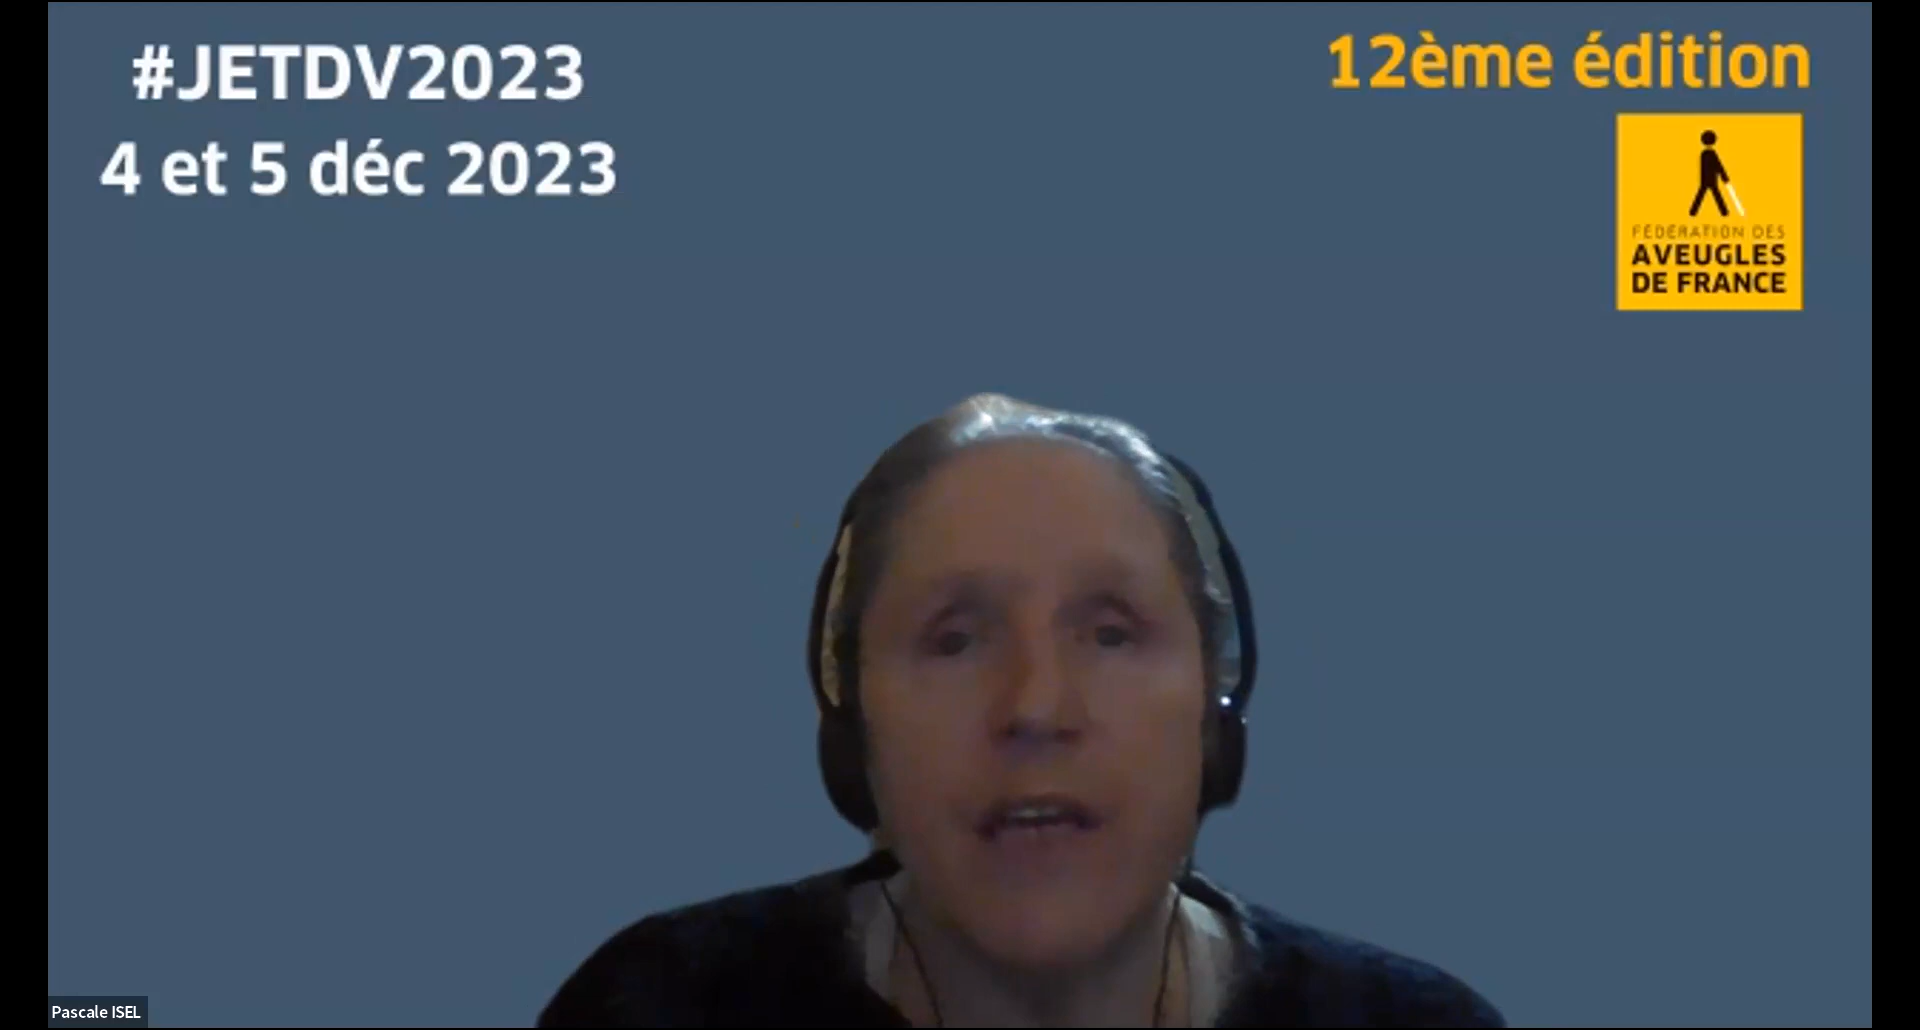 #JETDV2023
4 et 5 déc 2023
12ème édition
FÉDÉRATION DES
AVEUGLES
DE FRANCE
Pascale ISEL